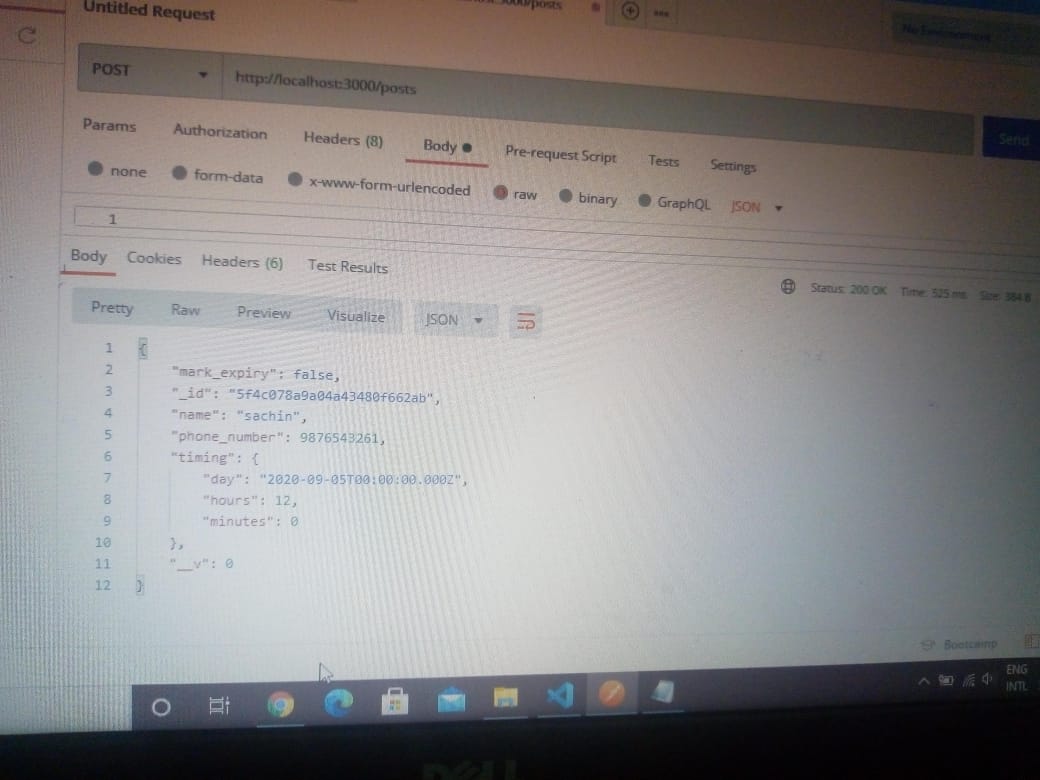 Untitled Request
No Environment
POST http://localhost:3000/posts Send
Params Authorization Headers (8) Body Pre-request Script Tests Settings
none form-data x-www-form-urlencoded raw binary GraphQL JSON
1
Body Cookies Headers (6) Test Results
Status: 200 OK Time: 525 ms Size: 384 B
Pretty Raw Preview Visualize JSON
1 {
2 "mark_expiry": false,
3 "_id": "5f4c078a9a04a43480f662ab",
4 "name": "sachin",
5 "phone_number": 9876543261,
6 "timing": {
7 "day": "2020-09-05T00:00:00.000Z",
8 "hours": 12,
9 "minutes": 0
10 },
11 "__v": 0
12 }
Bootcamp
ENG
INTL
DELL